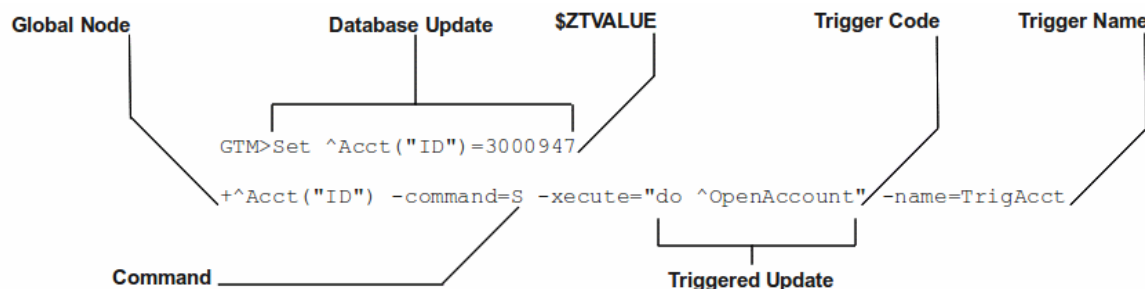 Global Node Database Update $ZTVALUE Trigger Code Trigger Name
GTM>Set ^Acct("ID")=3000947
+^Acct("ID") -command=S -xecute="do ^OpenAccount" -name=TrigAcct
Command Triggered Update